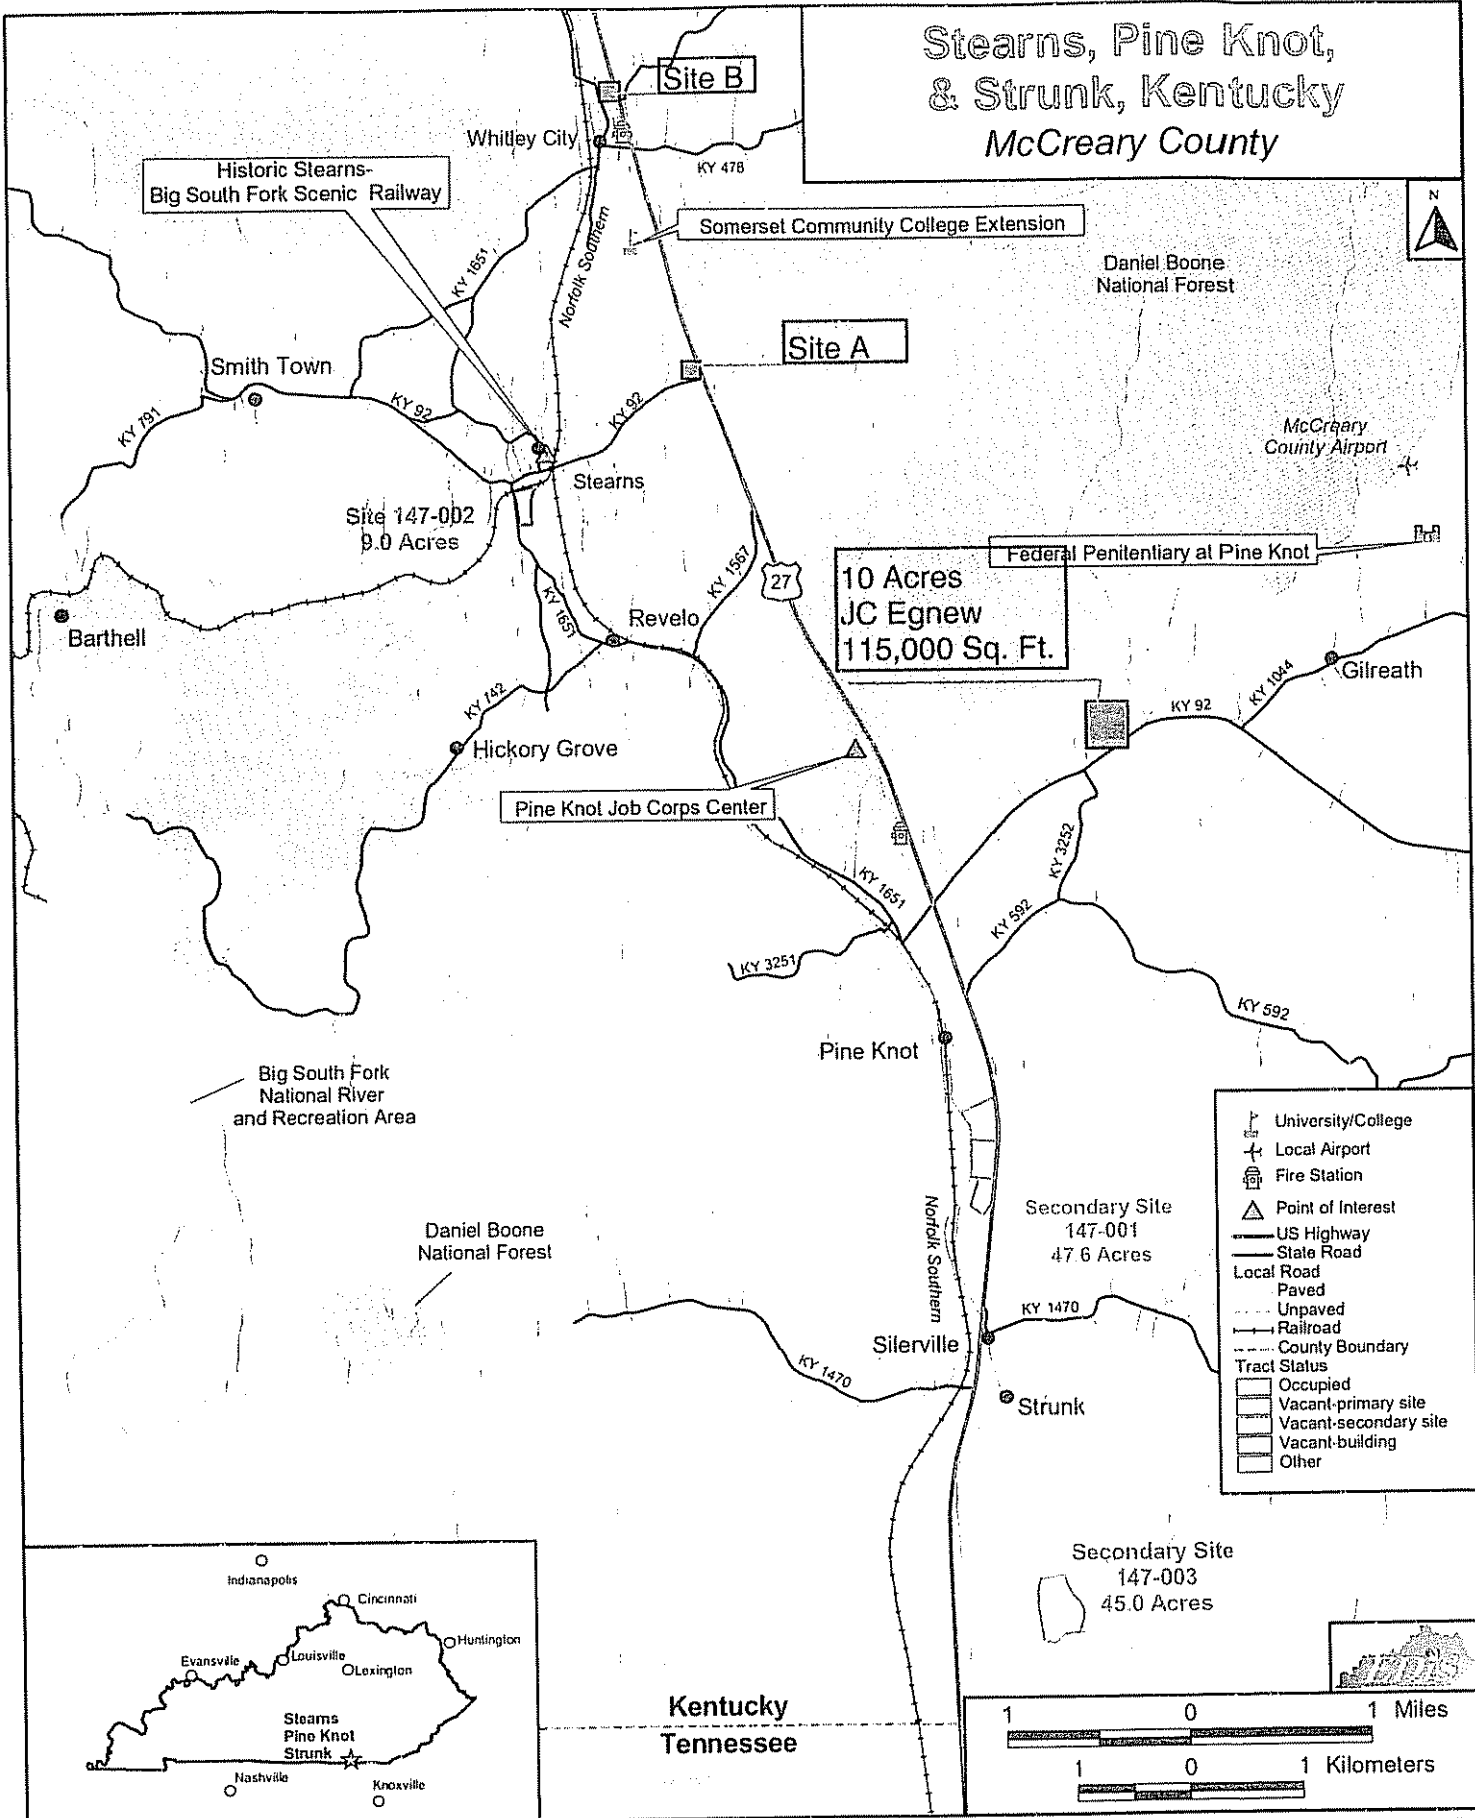 Stearns, Pine Knot,
& Strunk, Kentucky
McCreary County
N
Site B
Whitley City
KY 478
Historic Stearns-
Big South Fork Scenic Railway
Somerset Community College Extension
KY 1651
Norfolk Southern
Daniel Boone
National Forest
Site A
Smith Town
KY 92
KY 92
KY 791
McCreary
County Airport
Stearns
Site 147-002
9.0 Acres
Federal Penitentiary at Pine Knot
10 Acres
JC Egnew
115,000 Sq. Ft.
27
KY 1567
KY 1651
Revelo
Barthell
Gilreath
KY 1044
KY 92
KY 742
Hickory Grove
Pine Knot Job Corps Center
KY 3252
KY 1651
KY 592
KY 3251
KY 592
Pine Knot
Big South Fork
National River
and Recreation Area
University/College
Local Airport
Fire Station
Point of Interest
US Highway
State Road
Local Road
Paved
Unpaved
Railroad
County Boundary
Tract Status
Occupied
Vacant-primary site
Vacant-secondary site
Vacant-building
Other
Secondary Site
147-001
47.6 Acres
Norfolk Southern
Daniel Boone
National Forest
KY 1470
Silerville
KY 1470
Strunk
Secondary Site
147-003
45.0 Acres
Indianapolis
Cincinnati
Huntington
Evansville
Louisville
Lexington
Stearns
Pine Knot
Strunk
Nashville
Knoxville
Kentucky
Tennessee
1 0 1 Miles
1 0 1 Kilometers